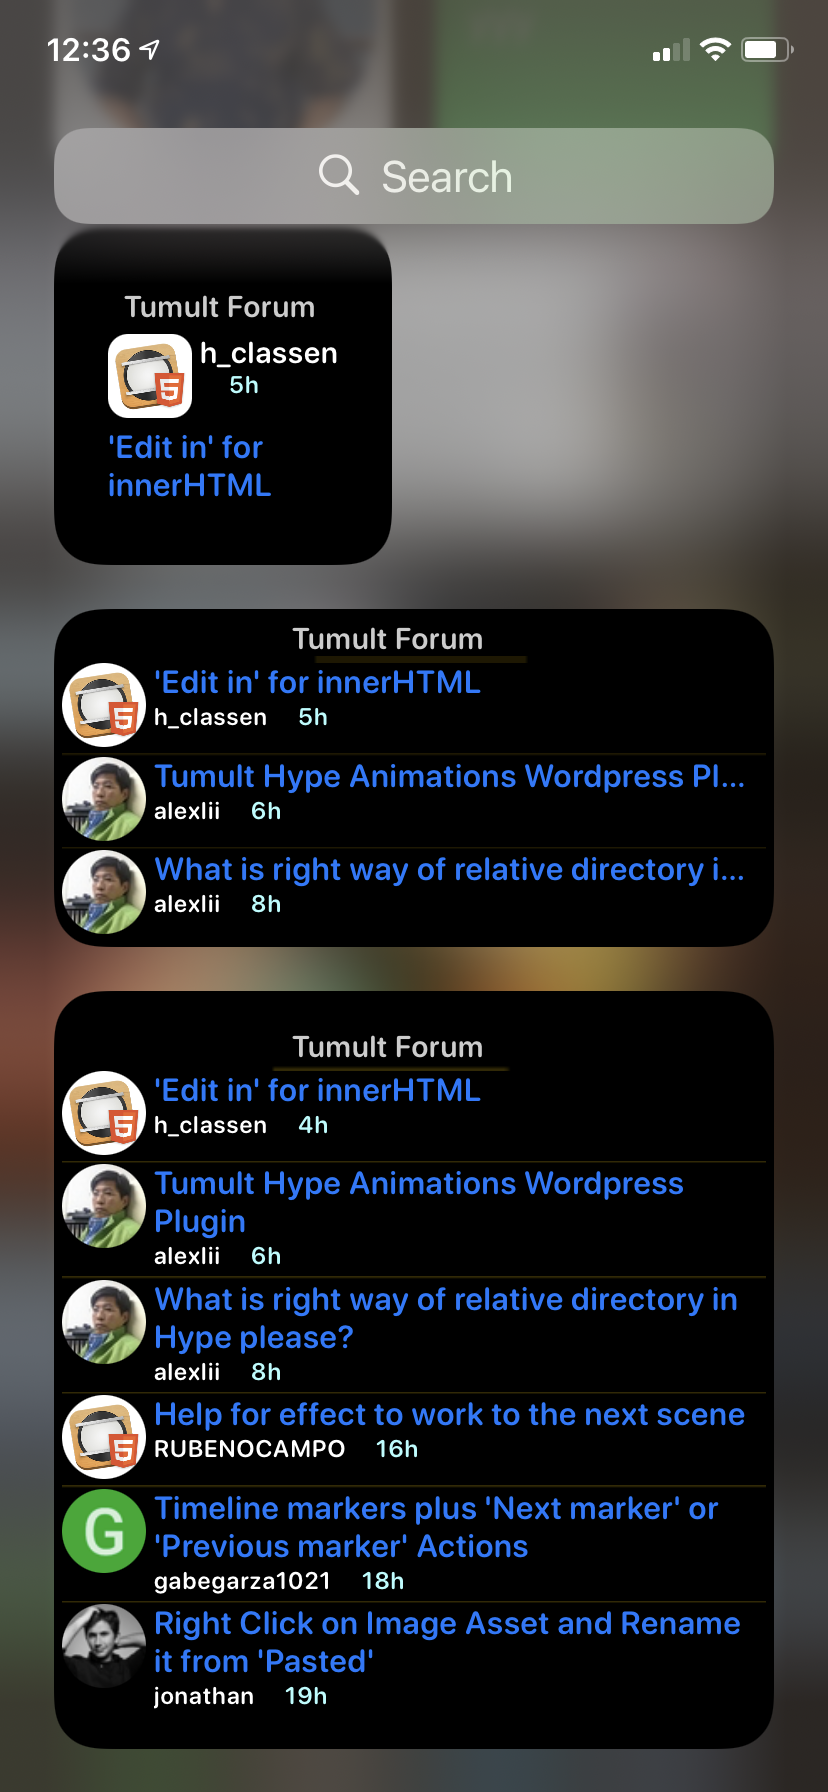 12:36
Search
Tumult Forum
h_classen
5h
'Edit in' for
innerHTML
Tumult Forum
'Edit in' for innerHTML
h_classen 5h
Tumult Hype Animations Wordpress Pl...
alexlii 6h
What is right way of relative directory i...
alexlii 8h
Tumult Forum
'Edit in' for innerHTML
h_classen 4h
Tumult Hype Animations Wordpress
Plugin
alexlii 6h
What is right way of relative directory in
Hype please?
alexlii 8h
Help for effect to work to the next scene
RUBENOCAMPO 16h
G
Timeline markers plus 'Next marker' or
'Previous marker' Actions
gabegarza1021 18h
Right Click on Image Asset and Rename
it from 'Pasted'
jonathan 19h